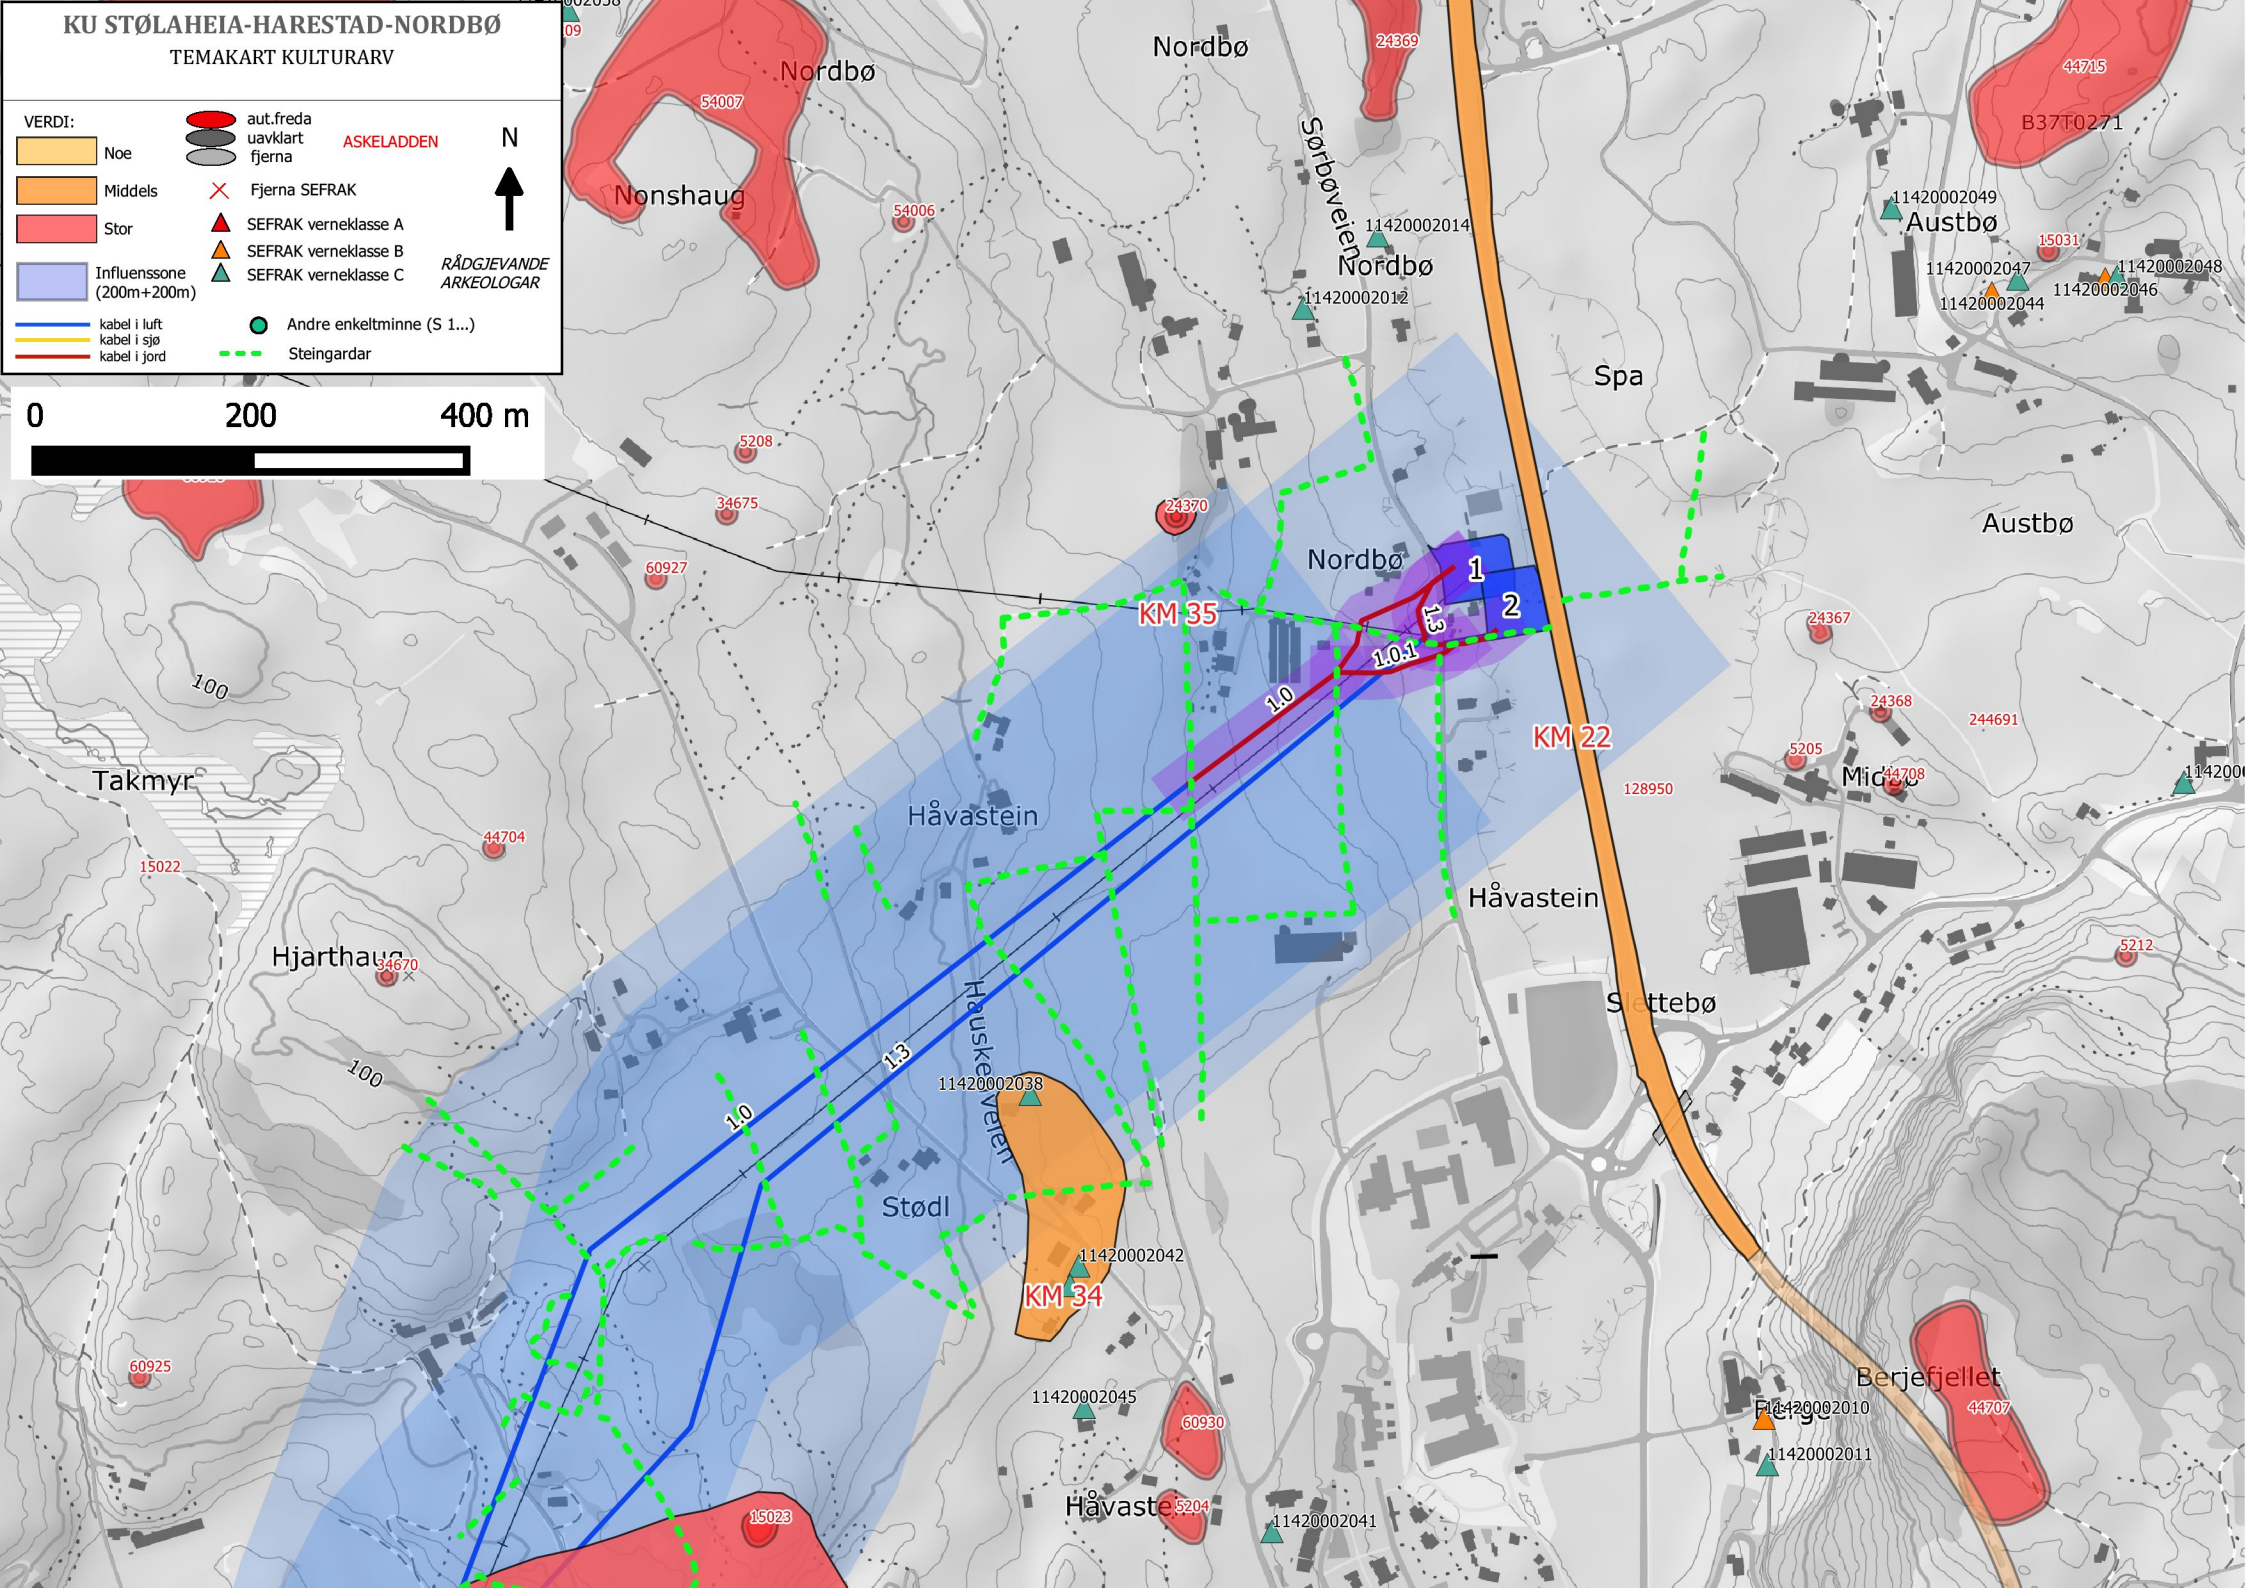 KU STØLAHEIA-HARESTAD-NORDBØ
TEMAKART KULTURARV
VERDI:
Noe
Middels
Stor
Influenssone
(200m+200m)
kabel i luft
kabel i sjø
kabel i jord
aut.freda
uavklart
fjerna
ASKELADDEN
Fjerna SEFRAK
SEFRAK verneklasse A
SEFRAK verneklasse B
SEFRAK verneklasse C
Andre enkeltminne (S 1...)
Steingardar
N
RÅDGJEVANDE
ARKEOLOGAR
0 200 400 m
Nordbø
54007
Nonshaug
54006
Nordbø
24369
Sørbøveien
11420002014
Nordbø
11420002012
44715
B37T0271
11420002049
Austbø
15031
11420002047
11420002048
11420002046
11420002044
Spa
5208
34675
24370
60927
Austbø
Nordbø
1
2
KM 35
1.3
1.0.1
1.0
24367
24368
244691
5205
Midbø
44708
KM 22
128950
100
Takmyr
Håvastein
44704
15022
Håvastein
Hjarthaug
34670
5212
Slettebø
Hauskeveien
100
1.3
11420002038
1.0
Stødl
11420002042
KM 34
60925
11420002045
60930
Berjefjellet
11420002010
44707
11420002011
5204
15023
11420002041